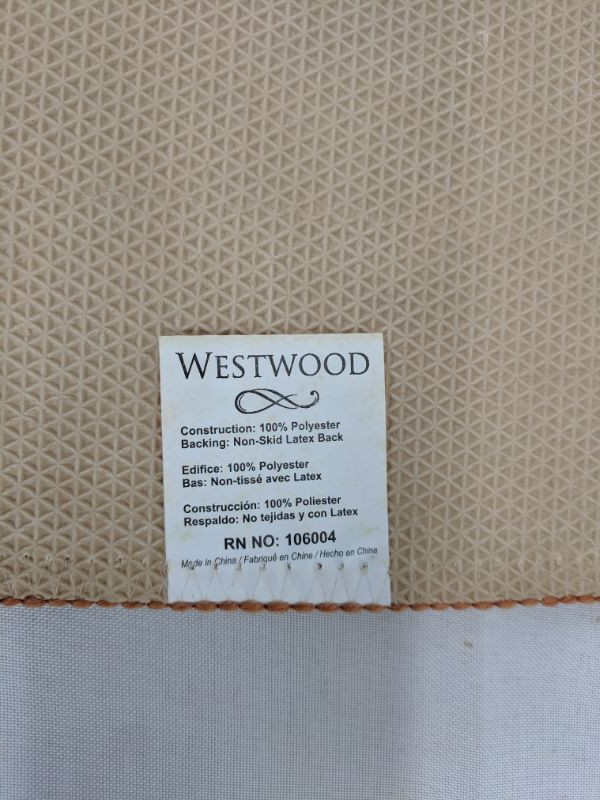 WESTWOOD
Construction: 100% Polyester
Backing: Non-Skid Latex Back
Edifice: 100% Polyester
Bas: Non-tissé avec Latex
Construcción: 100% Poliester
Respaldo: No tejidas y con Latex
RN NO: 106004
Made in China / Fabriqué en Chine / Hecho en China